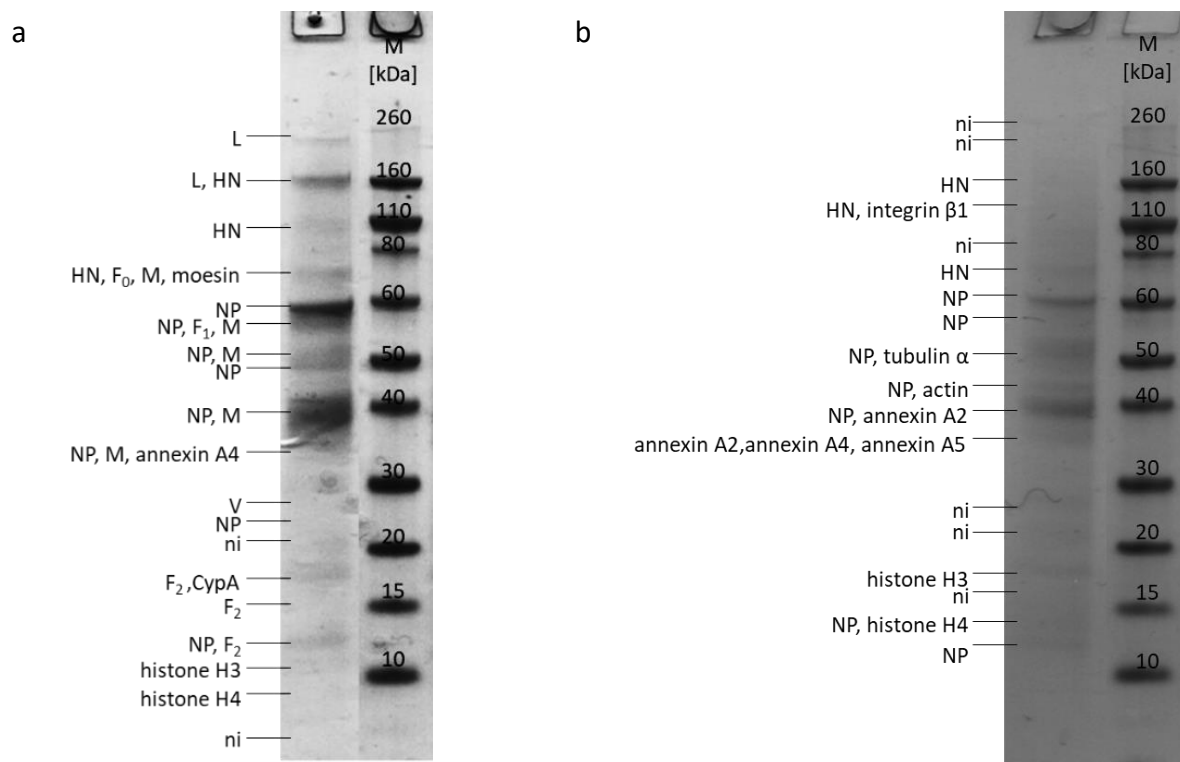 a
M
[kDa]
260
L
160
L, HN
110
HN
80
HN, F₀, M, moesin
60
NP
NP, F₁, M
NP, M
50
NP
40
NP, M
NP, M, annexin A4
30
V
NP
ni
20
F₂ ,CypA
15
F₂
NP, F₂
10
histone H3
histone H4
ni
b
M
[kDa]
260
ni
ni
160
HN
HN, integrin β1
110
ni
80
HN
NP
60
NP
NP, tubulin α
50
NP, actin
40
NP, annexin A2
annexin A2,annexin A4, annexin A5
30
ni
ni
20
histone H3
ni
15
NP, histone H4
NP
10